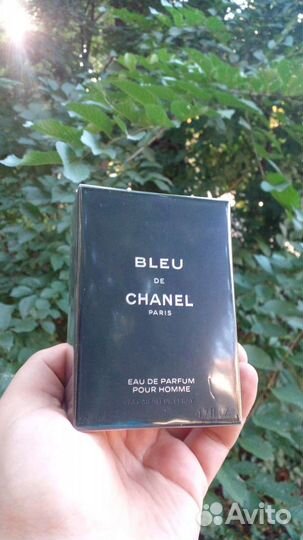 BLEU
DE
CHANEL
PARIS
EAU DE PARFUM
POUR HOMME
Avito